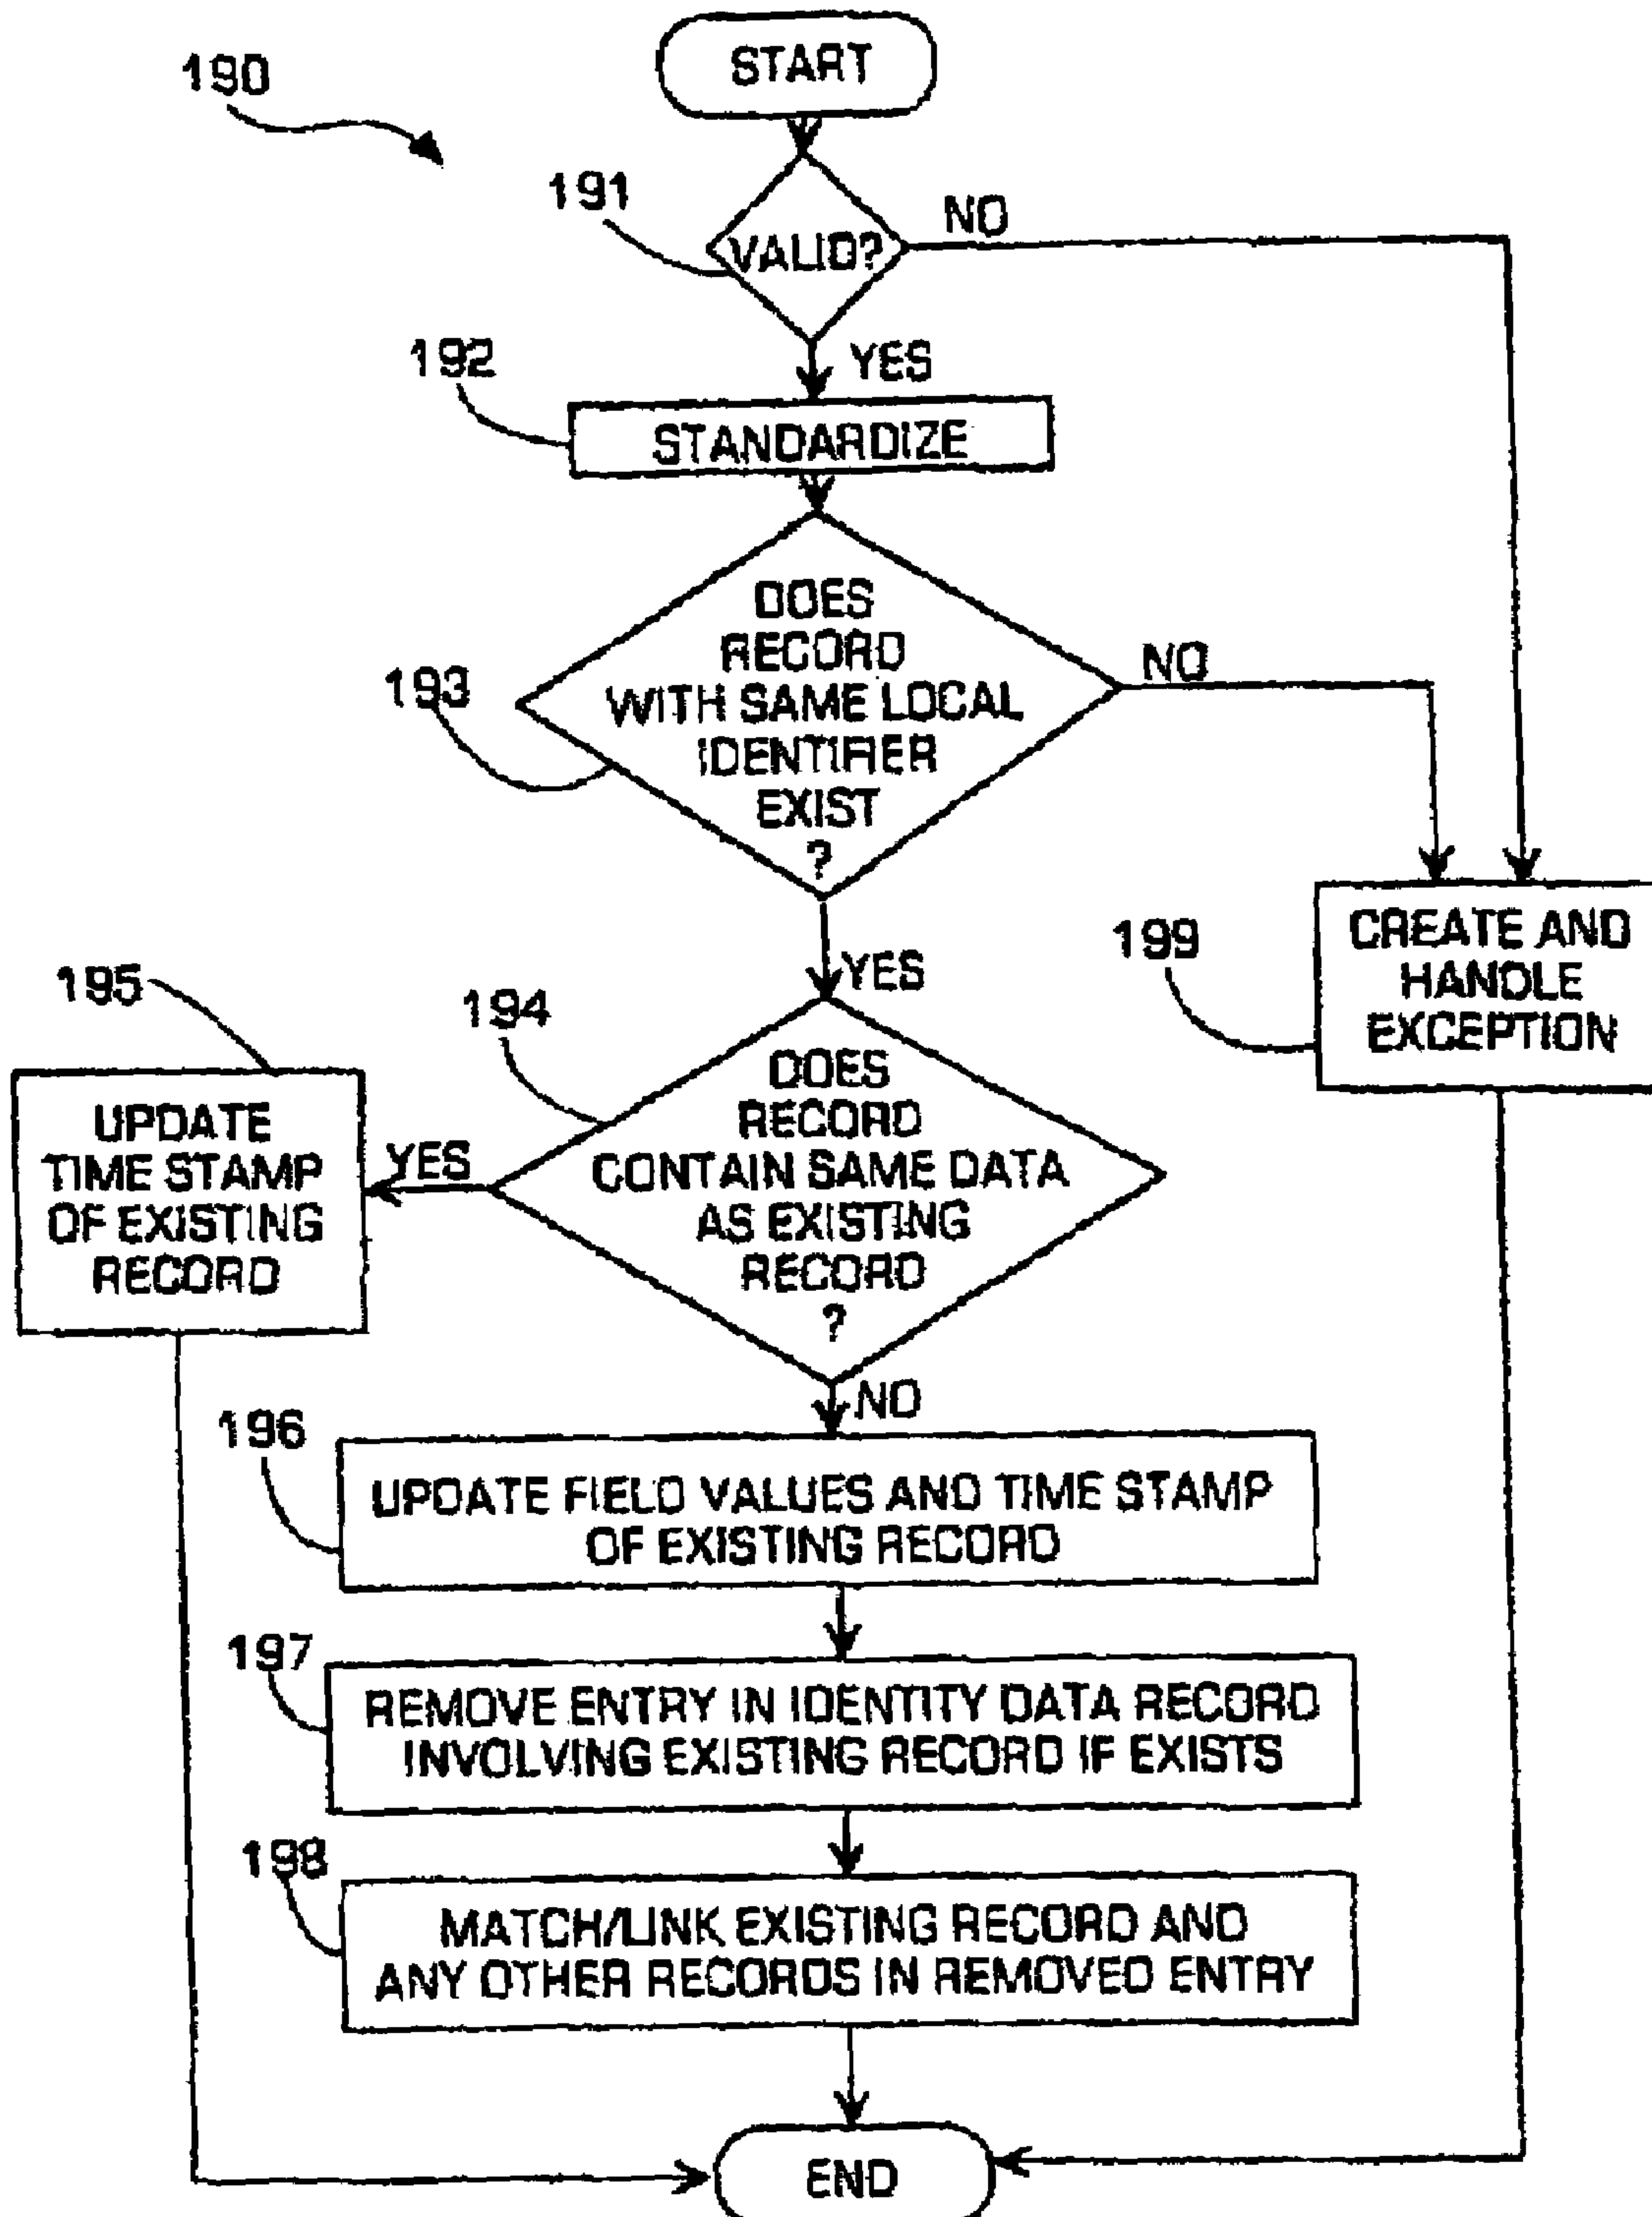 START
190
191
VALID?
NO
YES
192
STANDARDIZE
193
DOES
RECORD
WITH SAME LOCAL
IDENTIFIER
EXIST
?
NO
YES
199
CREATE AND
HANDLE
EXCEPTION
195
UPDATE
TIME STAMP
OF EXISTING
RECORD
YES
194
DOES
RECORD
CONTAIN SAME DATA
AS EXISTING
RECORD
?
NO
196
UPDATE FIELD VALUES AND TIME STAMP
OF EXISTING RECORD
197
REMOVE ENTRY IN IDENTITY DATA RECORD
INVOLVING EXISTING RECORD IF EXISTS
198
MATCH/LINK EXISTING RECORD AND
ANY OTHER RECORDS IN REMOVED ENTRY
END